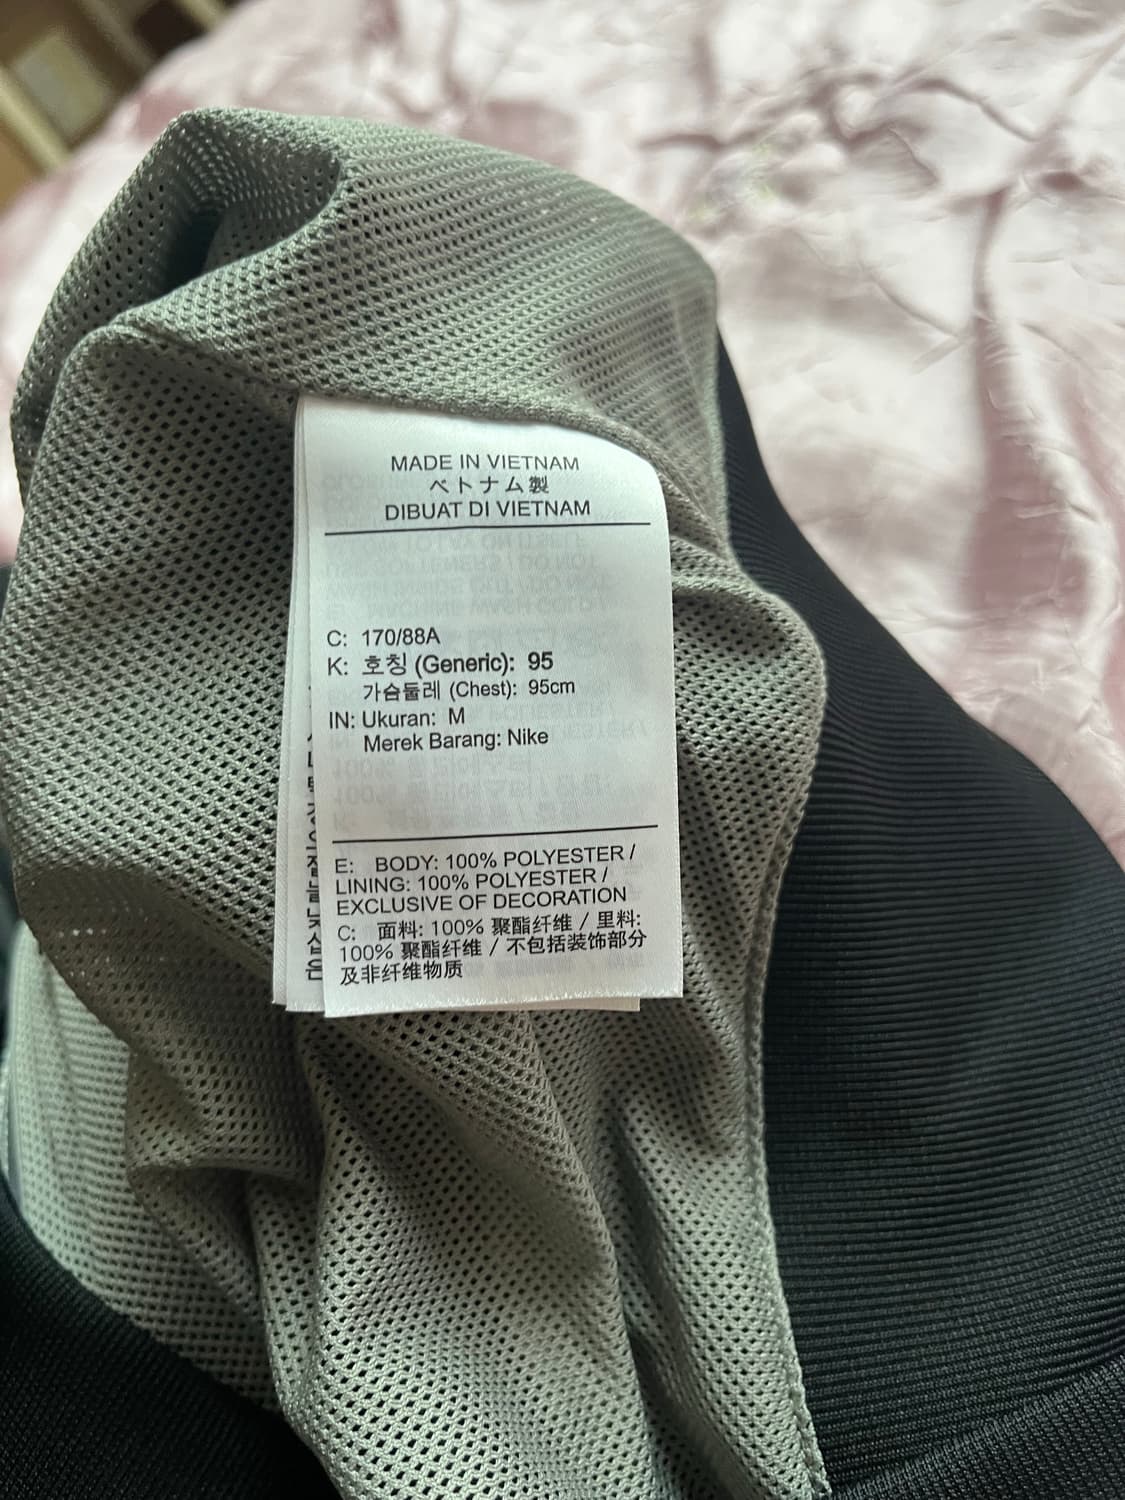 MADE IN VIETNAM
ベトナム製
DIBUAT DI VIETNAM
C: 170/88A
K: 호칭 (Generic): 95
가슴둘레 (Chest): 95cm
IN: Ukuran: M
Merek Barang: Nike
E: BODY: 100% POLYESTER /
LINING: 100% POLYESTER /
EXCLUSIVE OF DECORATION
C: 面料: 100% 聚酯纤维 / 里料:
100% 聚酯纤维 / 不包括装饰部分
及非纤维物质